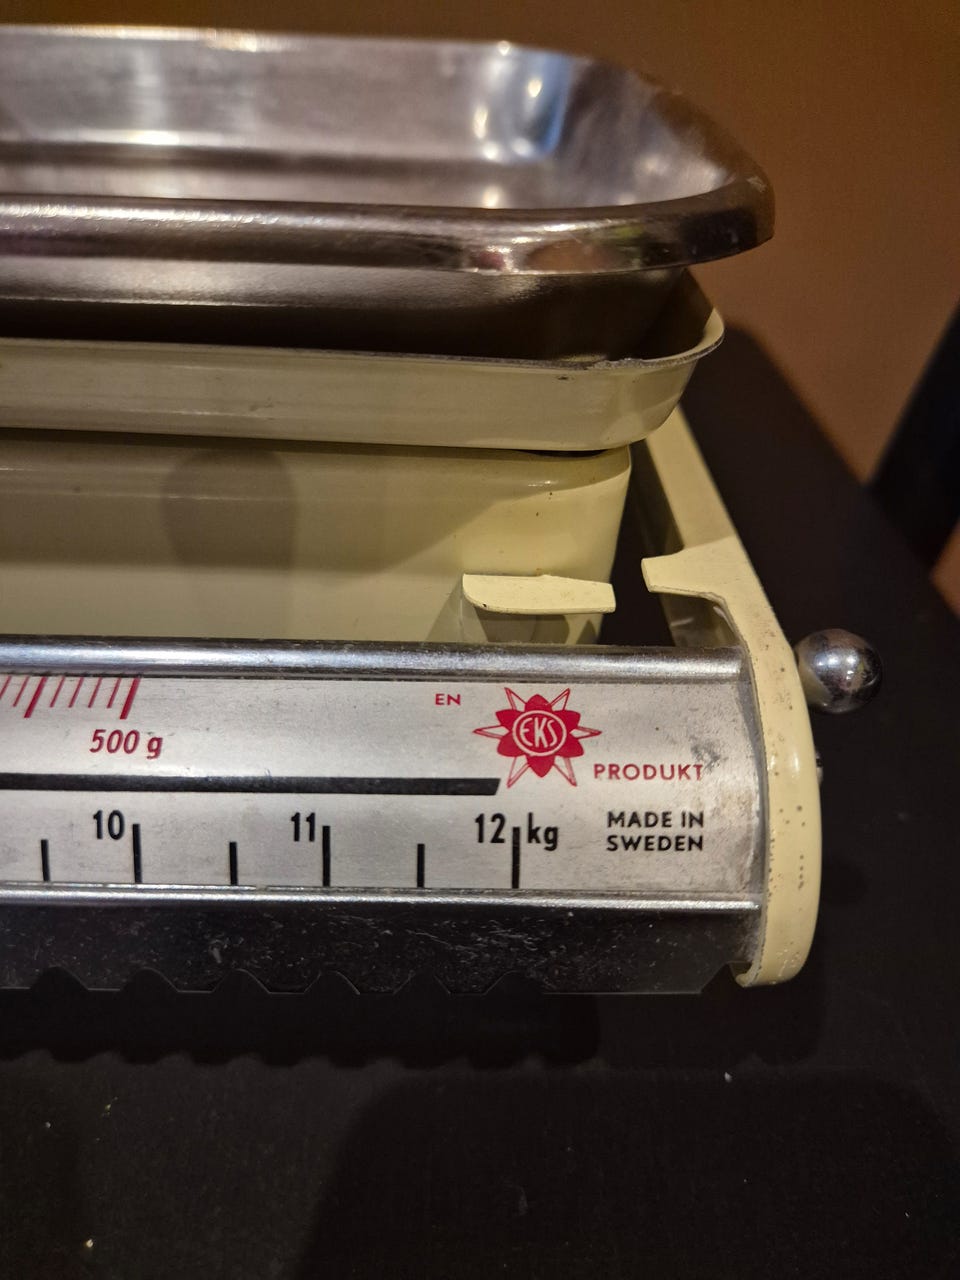 EN
EKS
PRODUKT
500 g
10 11 12 kg
MADE IN
SWEDEN